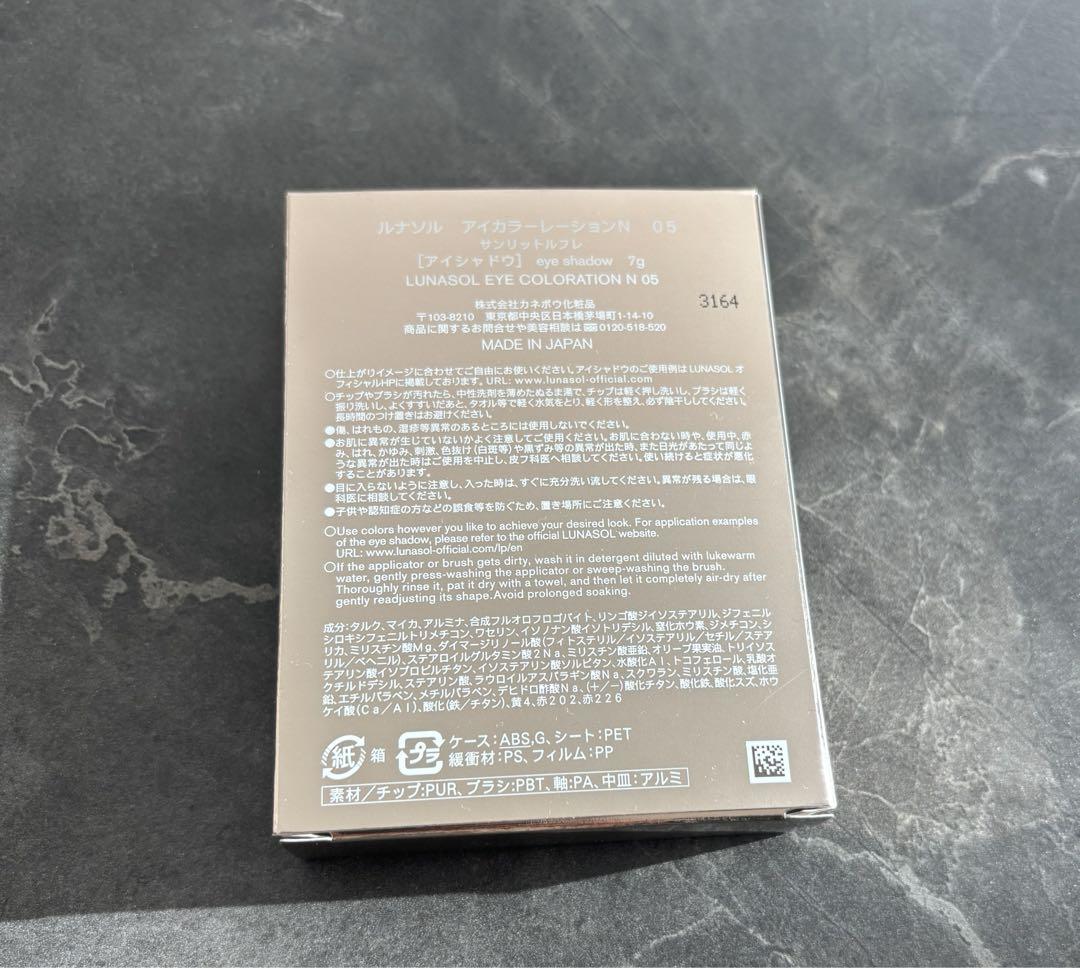 ルナソル　アイカラーレーションN　05
サンリットルフレ
［アイシャドウ］　eye shadow　7g
LUNASOL EYE COLORATION N 05
3164
株式会社カネボウ化粧品
〒103-8210　東京都中央区日本橋茅場町1-14-10
商品に関するお問合せや美容相談は 0120-518-520
MADE IN JAPAN
○仕上がりイメージに合わせてご自由にお使いください。アイシャドウのご使用例は LUNASOL オ
フィシャルHPに掲載しております。URL: www.lunasol-official.com
○チップやブラシが汚れたら、中性洗剤を薄めたぬるま湯で、チップは軽く押し洗いし、ブラシは軽く
振り洗いし、よくすすいだあと、タオル等で軽く水気をとり、軽く形を整え、必ず陰干ししてください。
長時間のつけ置きはお避けください。
●傷、はれもの、湿疹等異常のあるところには使用しないでください。
●お肌に異常が生じていないかよく注意してご使用ください。お肌に合わない時や、使用中、赤
み、はれ、かゆみ、刺激、色抜け(白斑等)や黒ずみ等の異常が出た時、また日光があたって同じよ
うな異常が出た時はご使用を中止し、皮フ科医へ相談してください。使い続けると症状が悪化
することがあります。
●目に入らないように注意し、入った時は、すぐに充分洗い流してください。異常が残る場合は、眼
科医に相談してください。
●子供や認知症の方などの誤食等を防ぐため、置き場所にご注意ください。
○Use colors however you like to achieve your desired look. For application examples
of the eye shadow, please refer to the official LUNASOL website.
URL: www.lunasol-official.com/lp/en
○If the applicator or brush gets dirty, wash it in detergent diluted with lukewarm
water, gently press-washing the applicator or sweep-washing the brush.
Thoroughly rinse it, pat it dry with a towel, and then let it completely air-dry after
gently readjusting its shape.Avoid prolonged soaking.
成分：タルク、マイカ、アルミナ、合成フルオロフロゴパイト、リンゴ酸ジイソステアリル、ジフェニル
シロキシフェニルトリメチコン、ワセリン、イソノナン酸イソトリデシル、窒化ホウ素、ジメチコン、シ
リカ、ミリスチン酸Mg、ダイマージリノール酸(フィトステリル／イソステアリル／セチル／ステア
リル／ベヘニル)、ステアロイルグルタミン酸2Na、ミリスチン酸亜鉛、オリーブ果実油、トリイソス
テアリン酸イソプロピルチタン、イソステアリン酸ソルビタン、水酸化Al、トコフェロール、乳酸オ
クチルドデシル、ステアリン酸、ラウロイルアスパラギン酸Na、スクワラン、ミリスチン酸、塩化亜
鉛、エチルパラベン、メチルパラベン、デヒドロ酢酸Na、(＋／－)酸化チタン、酸化鉄、酸化スズ、ホウ
ケイ酸(Ca／Al)、酸化(鉄／チタン)、黄4、赤202、赤226
紙 箱 プラ ケース：ABS,G、シート：PET
緩衝材：PS、フィルム：PP
素材／チップ：PUR、ブラシ：PBT、軸：PA、中皿：アルミ